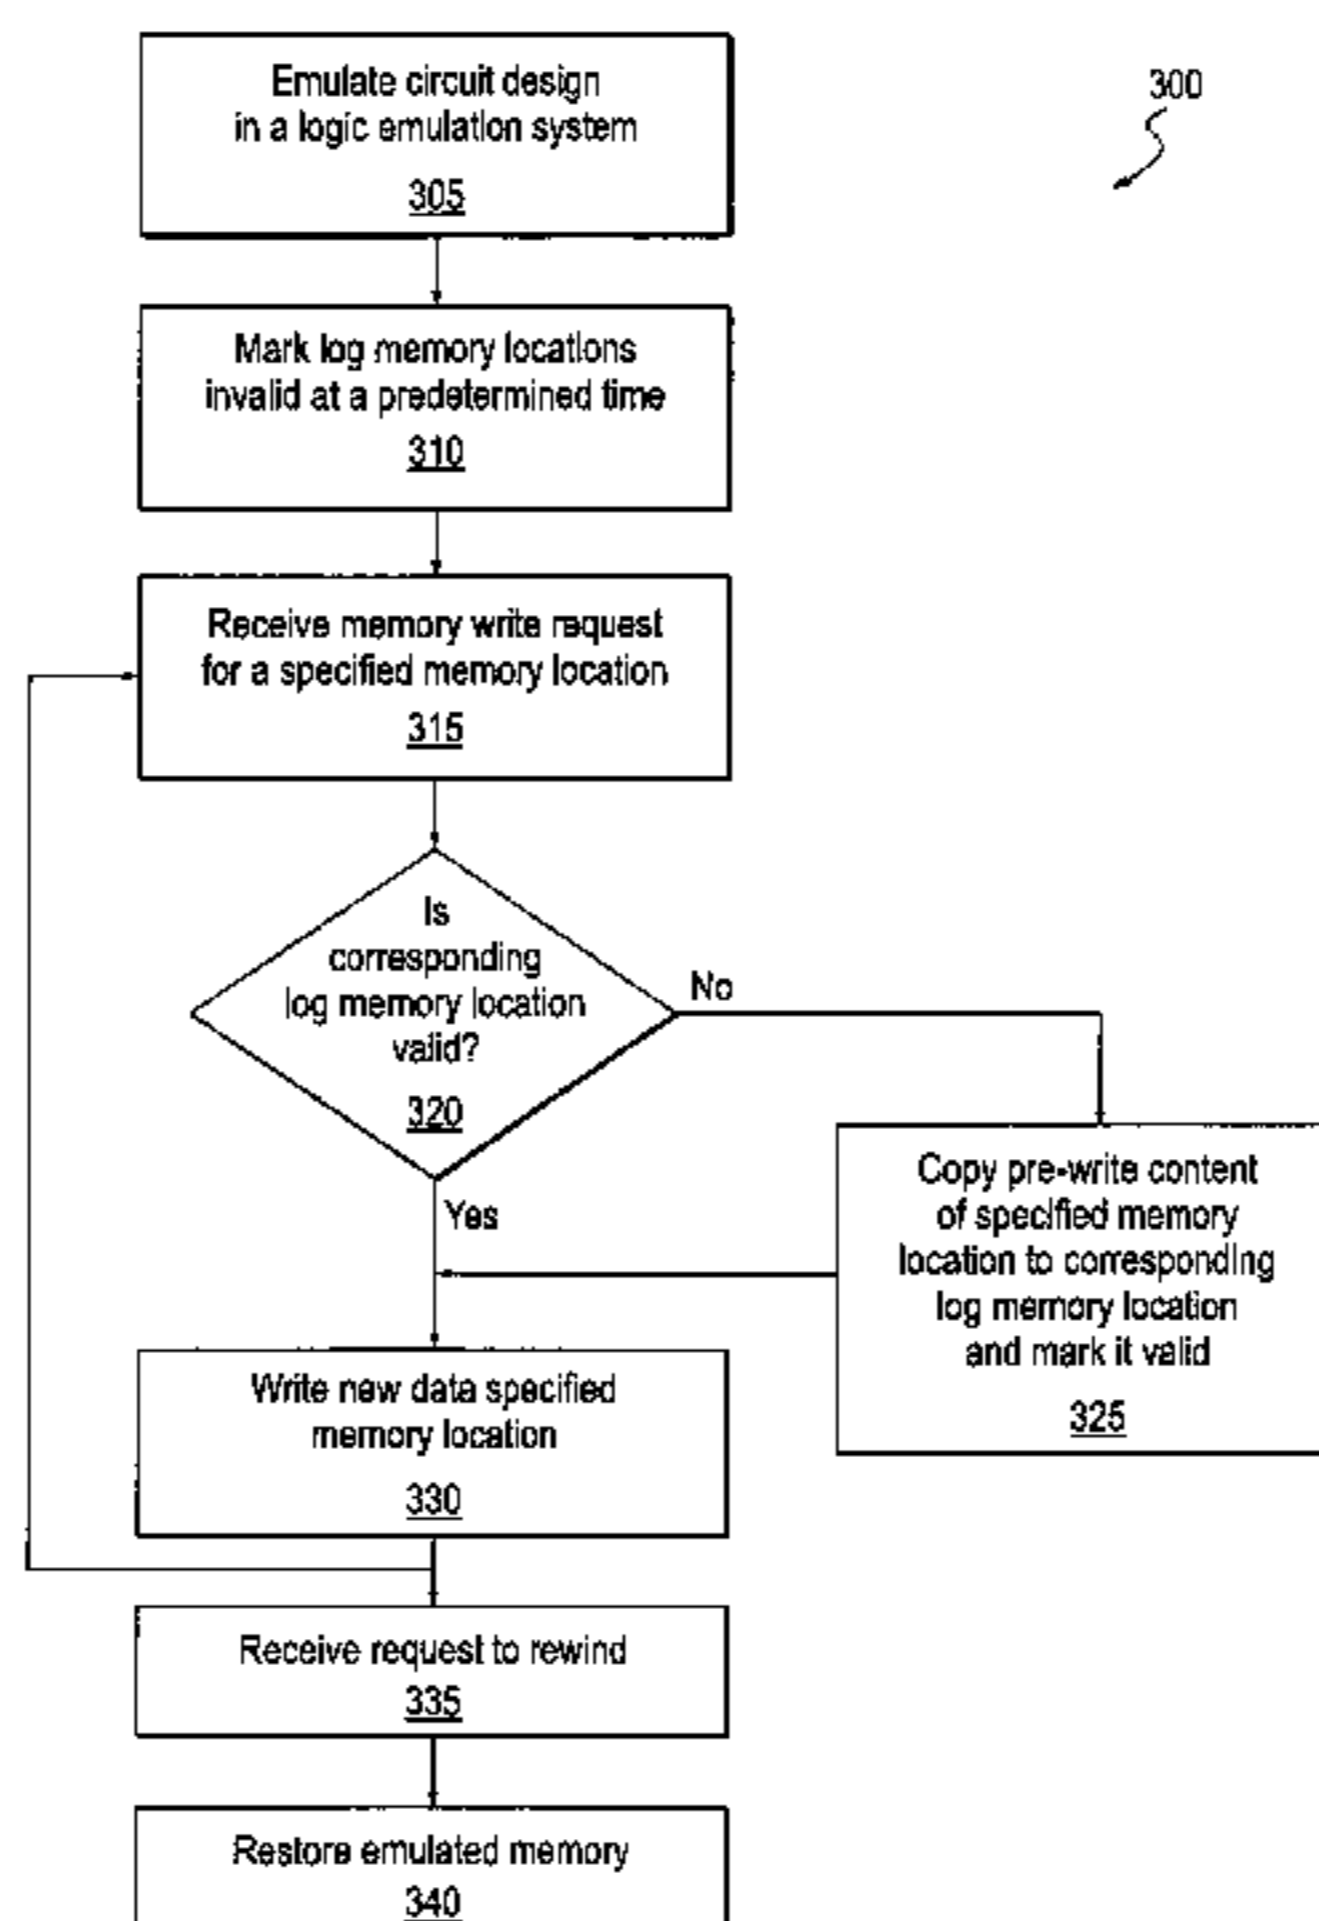 Emulate circuit design
in a logic emulation system
305
300
Mark log memory locations
invalid at a predetermined time
310
Receive memory write request
for a specified memory location
315
Is
corresponding
log memory location
valid?
320
No
Yes
Copy pre-write content
of specified memory
location to corresponding
log memory location
and mark it valid
325
Write new data specified
memory location
330
Receive request to rewind
335
Restore emulated memory
340